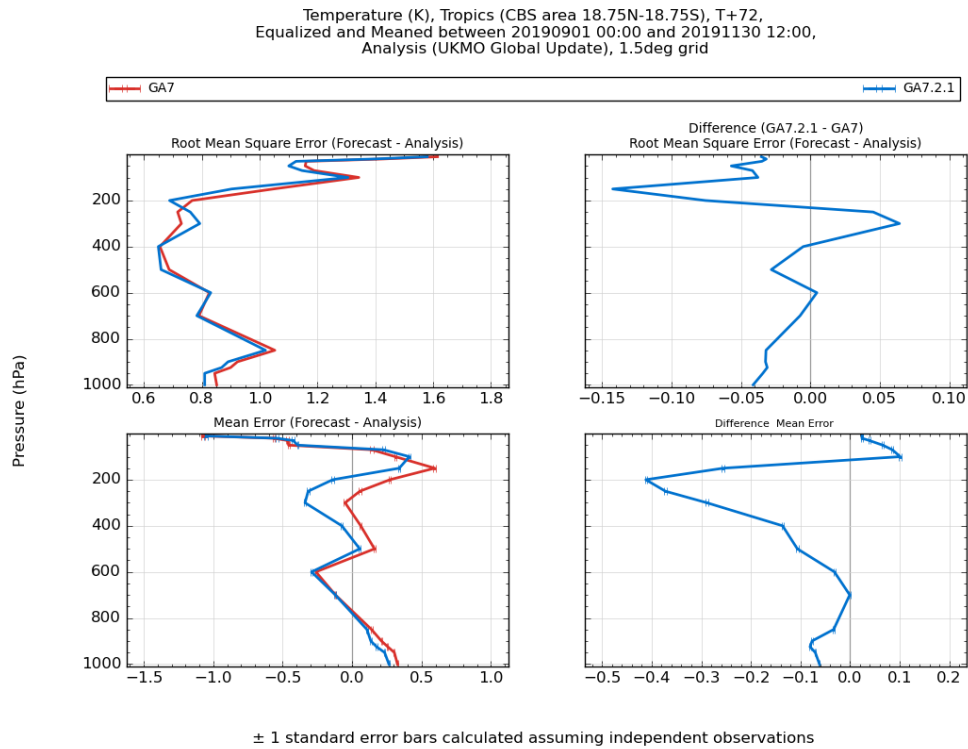 Temperature (K), Tropics (CBS area 18.75N-18.75S), T+72,
Equalized and Meaned between 20190901 00:00 and 20191130 12:00,
Analysis (UKMO Global Update), 1.5deg grid
GA7 GA7.2.1
Root Mean Square Error (Forecast - Analysis)
Difference (GA7.2.1 - GA7)
Root Mean Square Error (Forecast - Analysis)
200
400
600
800
1000
0.6 0.8 1.0 1.2 1.4 1.6 1.8
−0.15 −0.10 −0.05 0.00 0.05 0.10
Pressure (hPa)
Mean Error (Forecast - Analysis)
Difference Mean Error
200
400
600
800
1000
−1.5 −1.0 −0.5 0.0 0.5 1.0
−0.5 −0.4 −0.3 −0.2 −0.1 0.0 0.1 0.2
± 1 standard error bars calculated assuming independent observations